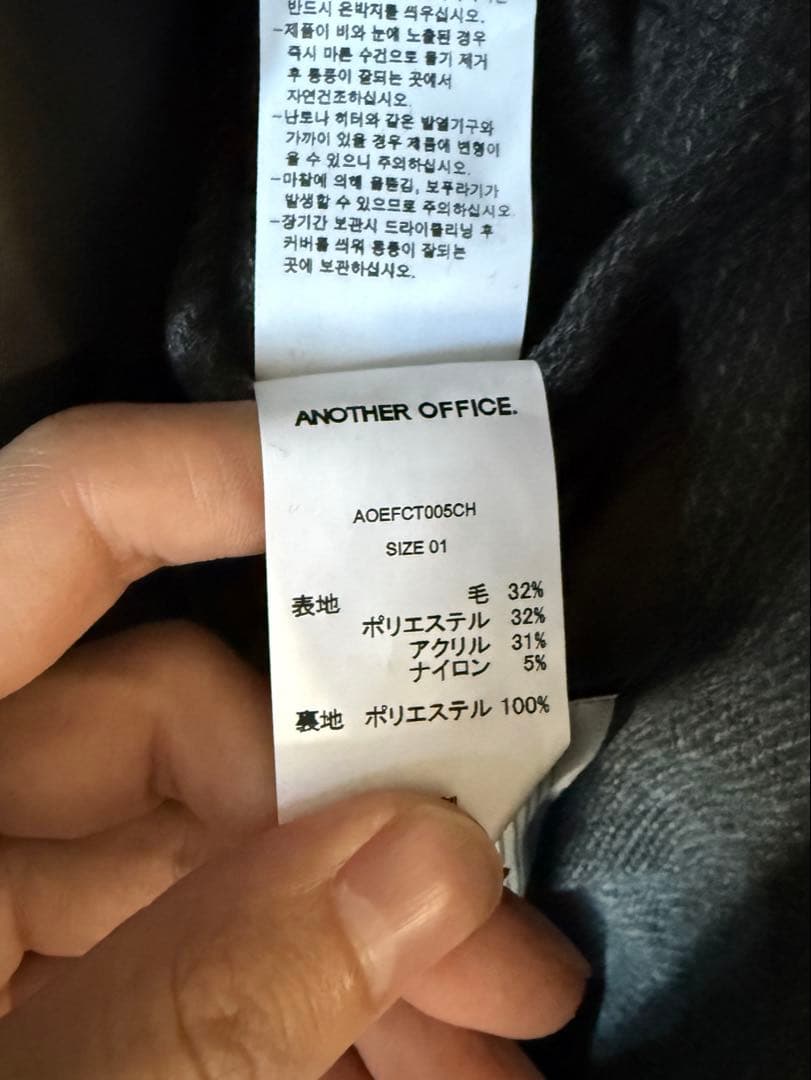 반드시 은박지를 씌우십시오.
-제품이 비와 눈에 노출된 경우
즉시 마른 수건으로 물기 제거
후 통풍이 잘되는 곳에서
자연건조하십시오.
-난로나 히터와 같은 발열기구와
가까이 있을 경우 제품에 변형이
올 수 있으니 주의하십시오.
-마찰에 의해 올뜯김, 보푸라기가
발생할 수 있으므로 주의하십시오.
-장기간 보관시 드라이클리닝 후
커버를 씌워 통풍이 잘되는
곳에 보관하십시오.
ANOTHER OFFICE.
AOEFCT005CH
SIZE 01
表地 毛 32%
ポリエステル 32%
アクリル 31%
ナイロン 5%
裏地 ポリエステル 100%